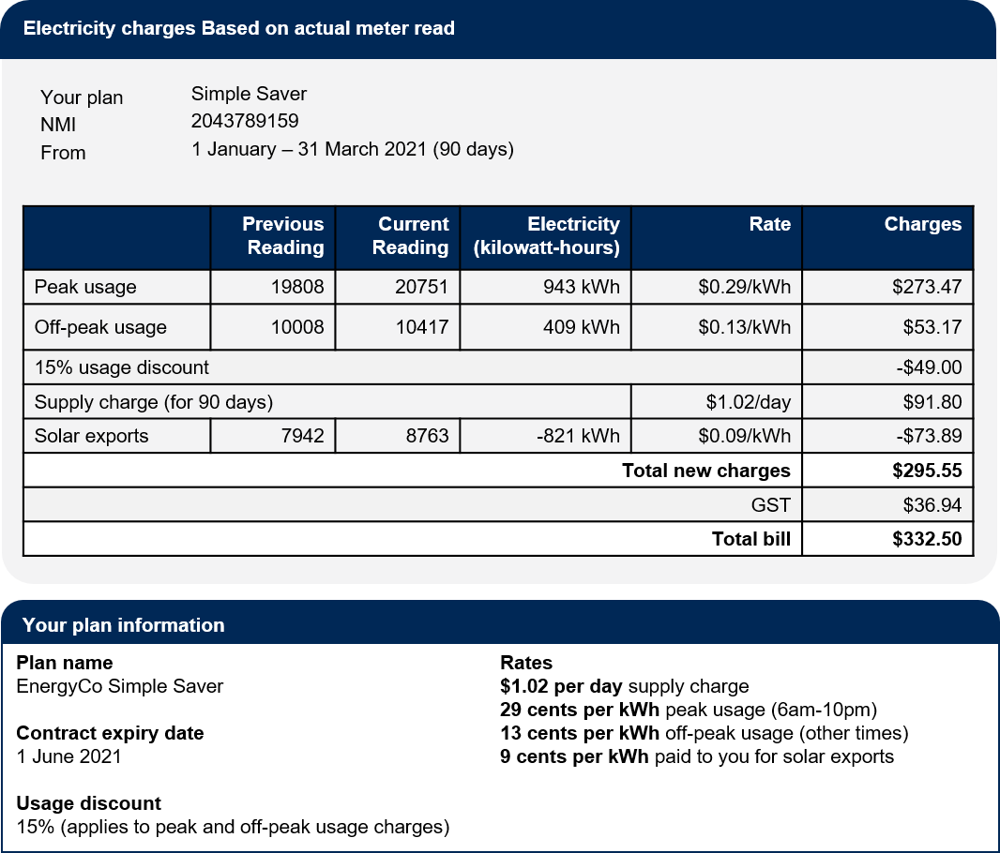 Electricity charges Based on actual meter read
Your plan Simple Saver
NMI 2043789159
From 1 January – 31 March 2021 (90 days)
Previous Reading Current Reading Electricity (kilowatt-hours) Rate Charges
Peak usage 19808 20751 943 kWh $0.29/kWh $273.47
Off-peak usage 10008 10417 409 kWh $0.13/kWh $53.17
15% usage discount -$49.00
Supply charge (for 90 days) $1.02/day $91.80
Solar exports 7942 8763 -821 kWh $0.09/kWh -$73.89
Total new charges $295.55
GST $36.94
Total bill $332.50
Your plan information
Plan name
EnergyCo Simple Saver
Contract expiry date
1 June 2021
Usage discount
15% (applies to peak and off-peak usage charges)
Rates
$1.02 per day supply charge
29 cents per kWh peak usage (6am-10pm)
13 cents per kWh off-peak usage (other times)
9 cents per kWh paid to you for solar exports